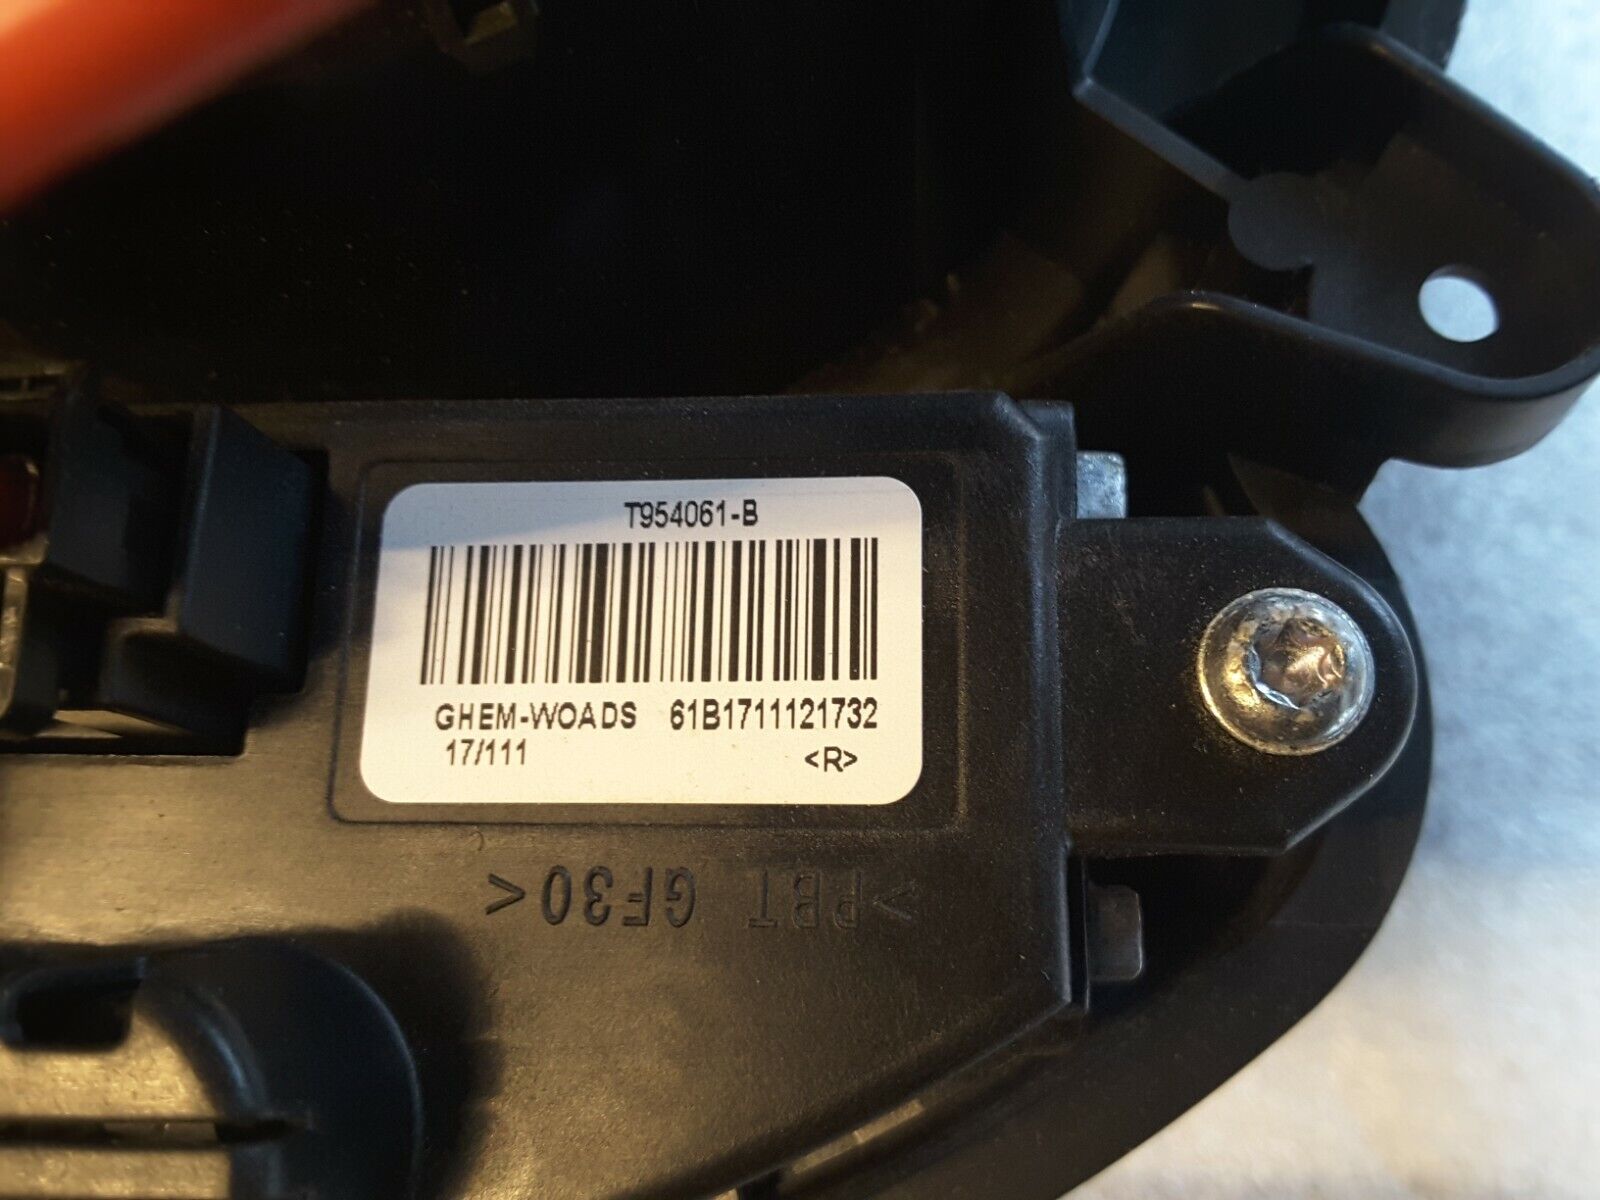 T954061-B
GHEM-WOADS 61B1711121732
17/111 <R>
>PBT GF30<